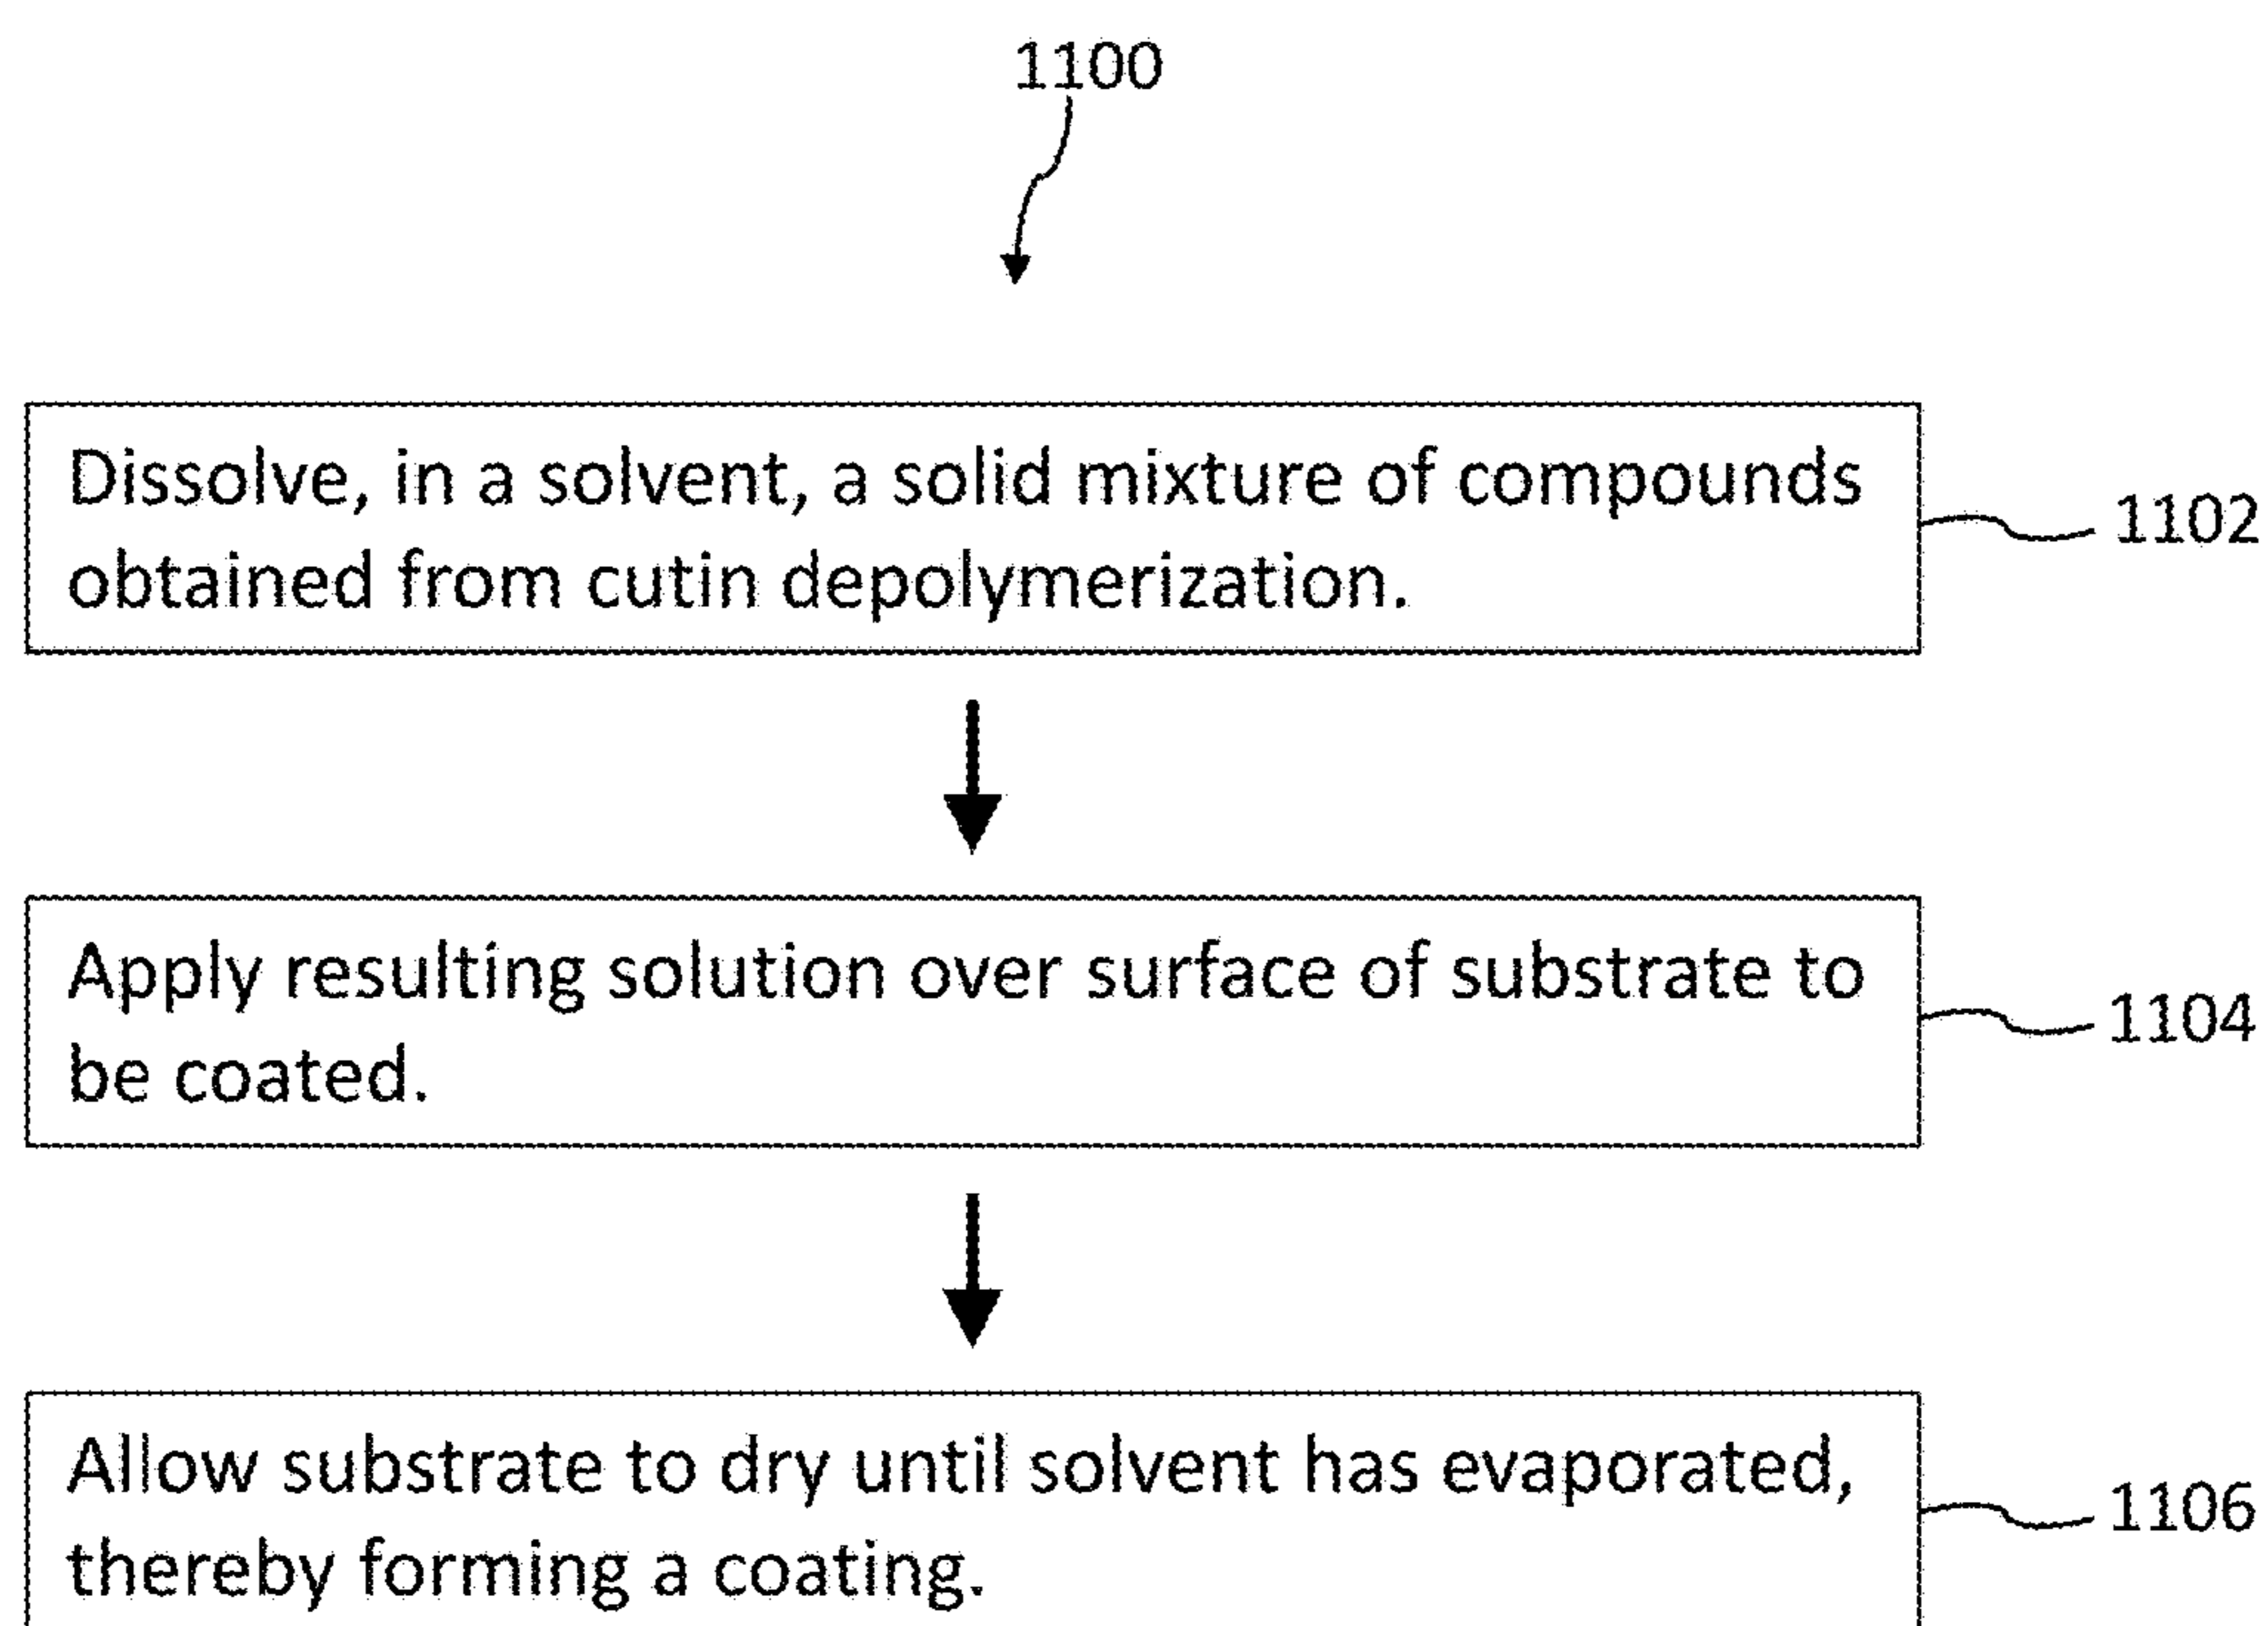 1100
Dissolve, in a solvent, a solid mixture of compounds
obtained from cutin depolymerization.
1102
Apply resulting solution over surface of substrate to
be coated.
1104
Allow substrate to dry until solvent has evaporated,
thereby forming a coating.
1106